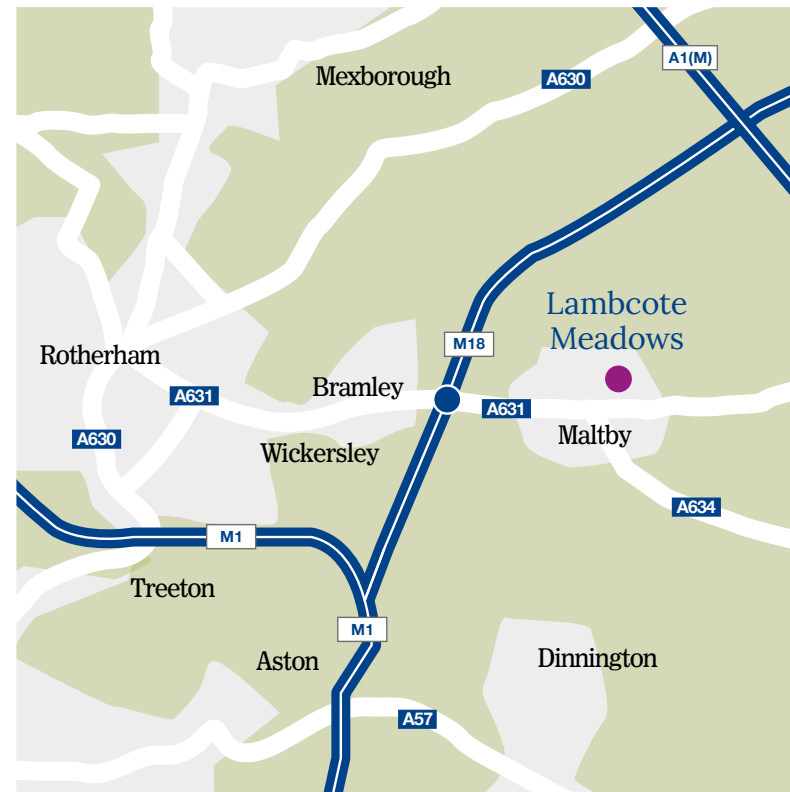 A1(M)
Mexborough
A630
Lambcote
Meadows
M18
Rotherham
Bramley
A631
A631
Maltby
A630
Wickersley
A634
M1
Treeton
M1
Aston
Dinnington
A57